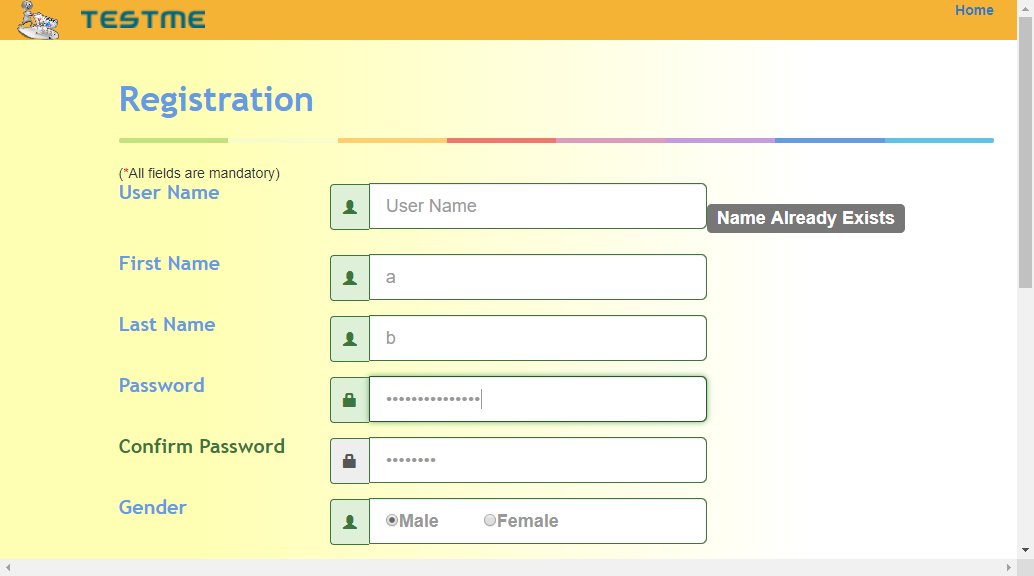 TESTME
Home
Registration
(*All fields are mandatory)
User Name
User Name
Name Already Exists
First Name
a
Last Name
b
Password
•••••••••••••••
Confirm Password
••••••••
Gender
Male Female